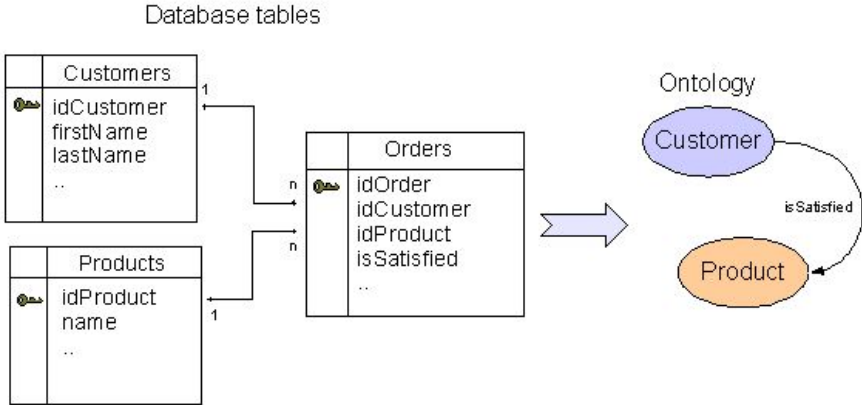 Database tables
Customers
idCustomer
firstName
lastName
..
1
Products
idProduct
name
..
1
Orders
n
n
idOrder
idCustomer
idProduct
isSatisfied
..
Ontology
Customer
isSatisfied
Product